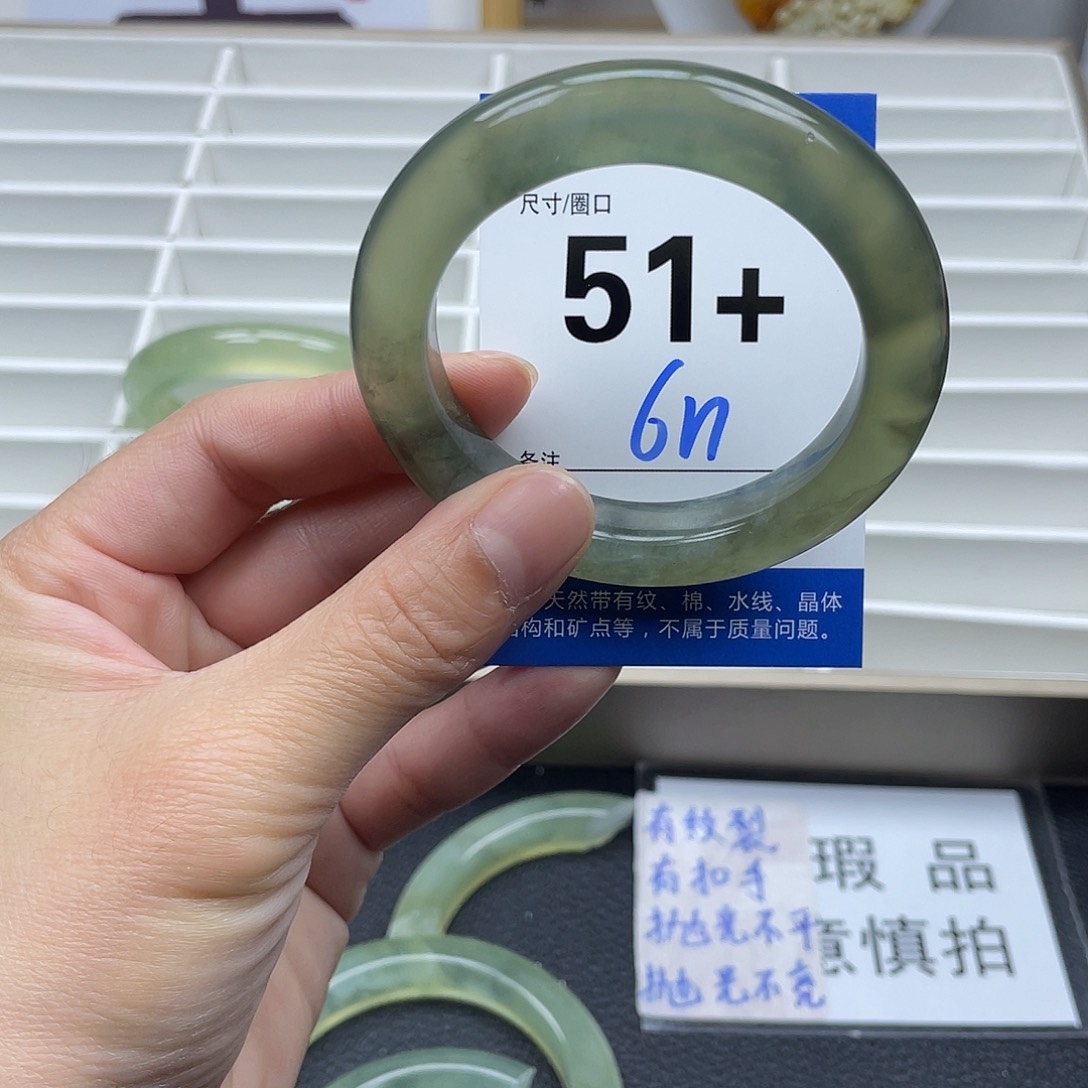 尺寸/圈口
51+
6n
备注
天然带有纹、棉、水线、晶体
结构和矿点等，不属于质量问题。
有纹裂
有扣手
抛亮不平
抛光不亮
瑕 品
意慎拍